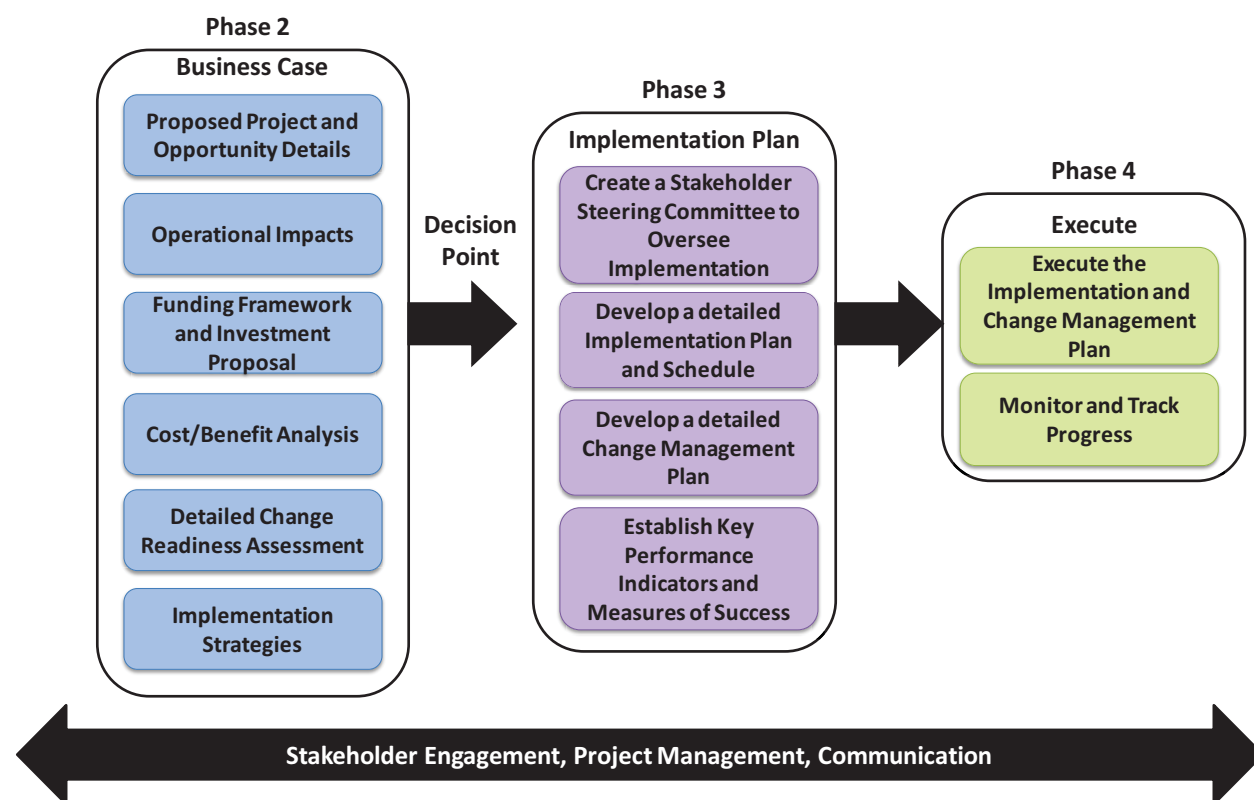 Phase 2
Business Case
Proposed Project and
Opportunity Details
Operational Impacts
Funding Framework
and Investment
Proposal
Cost/Benefit Analysis
Detailed Change
Readiness Assessment
Implementation
Strategies
Decision
Point
Phase 3
Implementation Plan
Create a Stakeholder
Steering Committee to
Oversee
Implementation
Develop a detailed
Implementation Plan
and Schedule
Develop a detailed
Change Management
Plan
Establish Key
Performance
Indicators and
Measures of Success
Phase 4
Execute
Execute the
Implementation and
Change Management
Plan
Monitor and Track
Progress
Stakeholder Engagement, Project Management, Communication